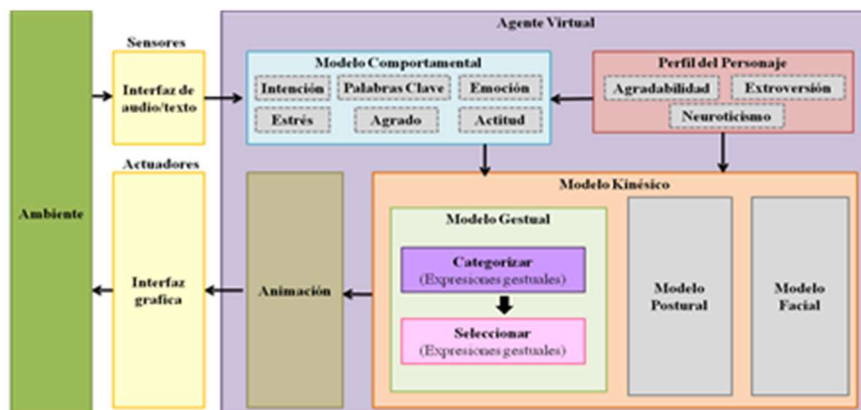 Sensores
Agente Virtual
Modelo Comportamental
Intención
Palabras Clave
Emoción
Estrés
Agrado
Actitud
Perfil del Personaje
Agradabilidad
Extroversión
Neuroticismo
Interfaz de
audio/texto
Actuadores
Ambiente
Interfaz
grafica
Animación
Modelo Kinésico
Modelo Gestual
Categorizar
(Expresiones gestuales)
Seleccionar
(Expresiones gestuales)
Modelo
Postural
Modelo
Facial